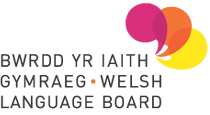 BWRDD YR IAITH
GYMRAEG • WELSH
LANGUAGE BOARD